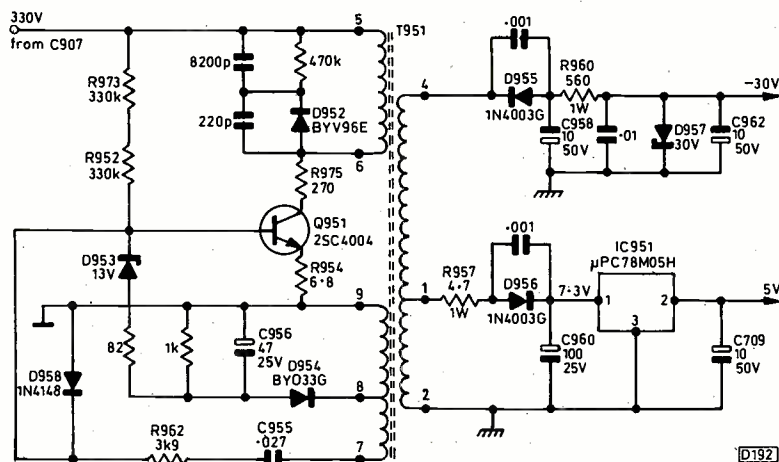 330V
from C907
R973
330k
R952
330k
8200p
220p
470k
D952
BYV96E
5
6
T951
R975
270
Q951
2SC4004
R954
6·8
D953
13V
9
82
1k
C956
47
25V
D954
BYO33G
8
D958
1N4148
R962
3k9
C955
·027
7
4
·001
D955
1N4003G
R960
560
1W
-30V
C958
10
50V
·01
D957
30V
C962
10
50V
1
R957
4·7
1W
·001
D956
1N4003G
7·3V
IC951
µPC78M05H
1
2
3
5V
C960
100
25V
C709
10
50V
2
D192